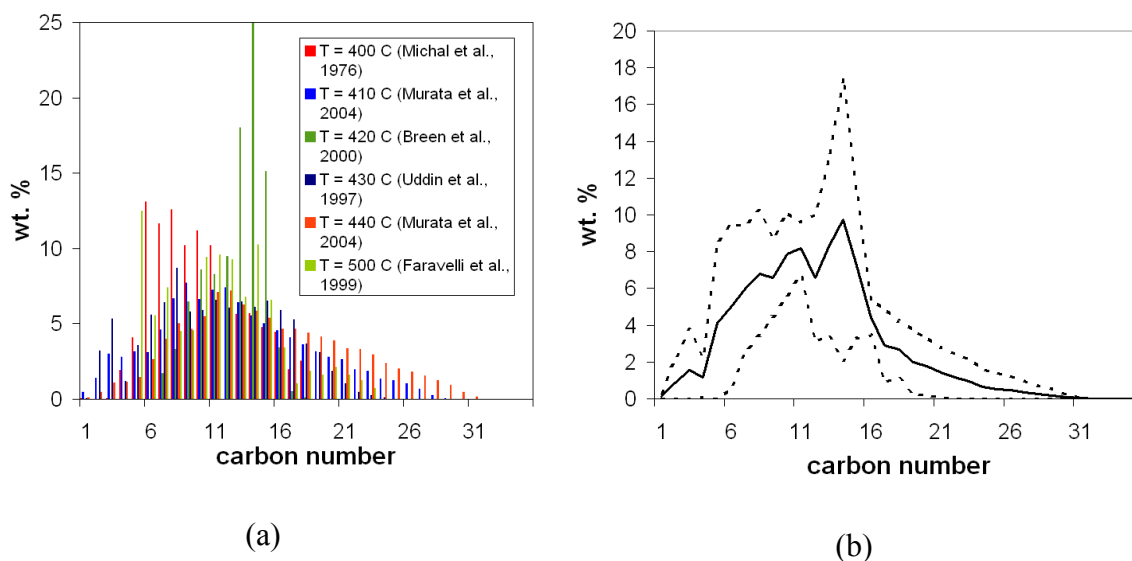 25
20
15
10
5
0
wt. %
T = 400 C (Michal et al.,
1976)
T = 410 C (Murata et al.,
2004)
T = 420 C (Breen et al.,
2000)
T = 430 C (Uddin et al.,
1997)
T = 440 C (Murata et al.,
2004)
T = 500 C (Faravelli et al.,
1999)
1 6 11 16 21 26 31
carbon number
(a)
20
18
16
14
12
10
8
6
4
2
0
wt. %
1 6 11 16 21 26 31
carbon number
(b)